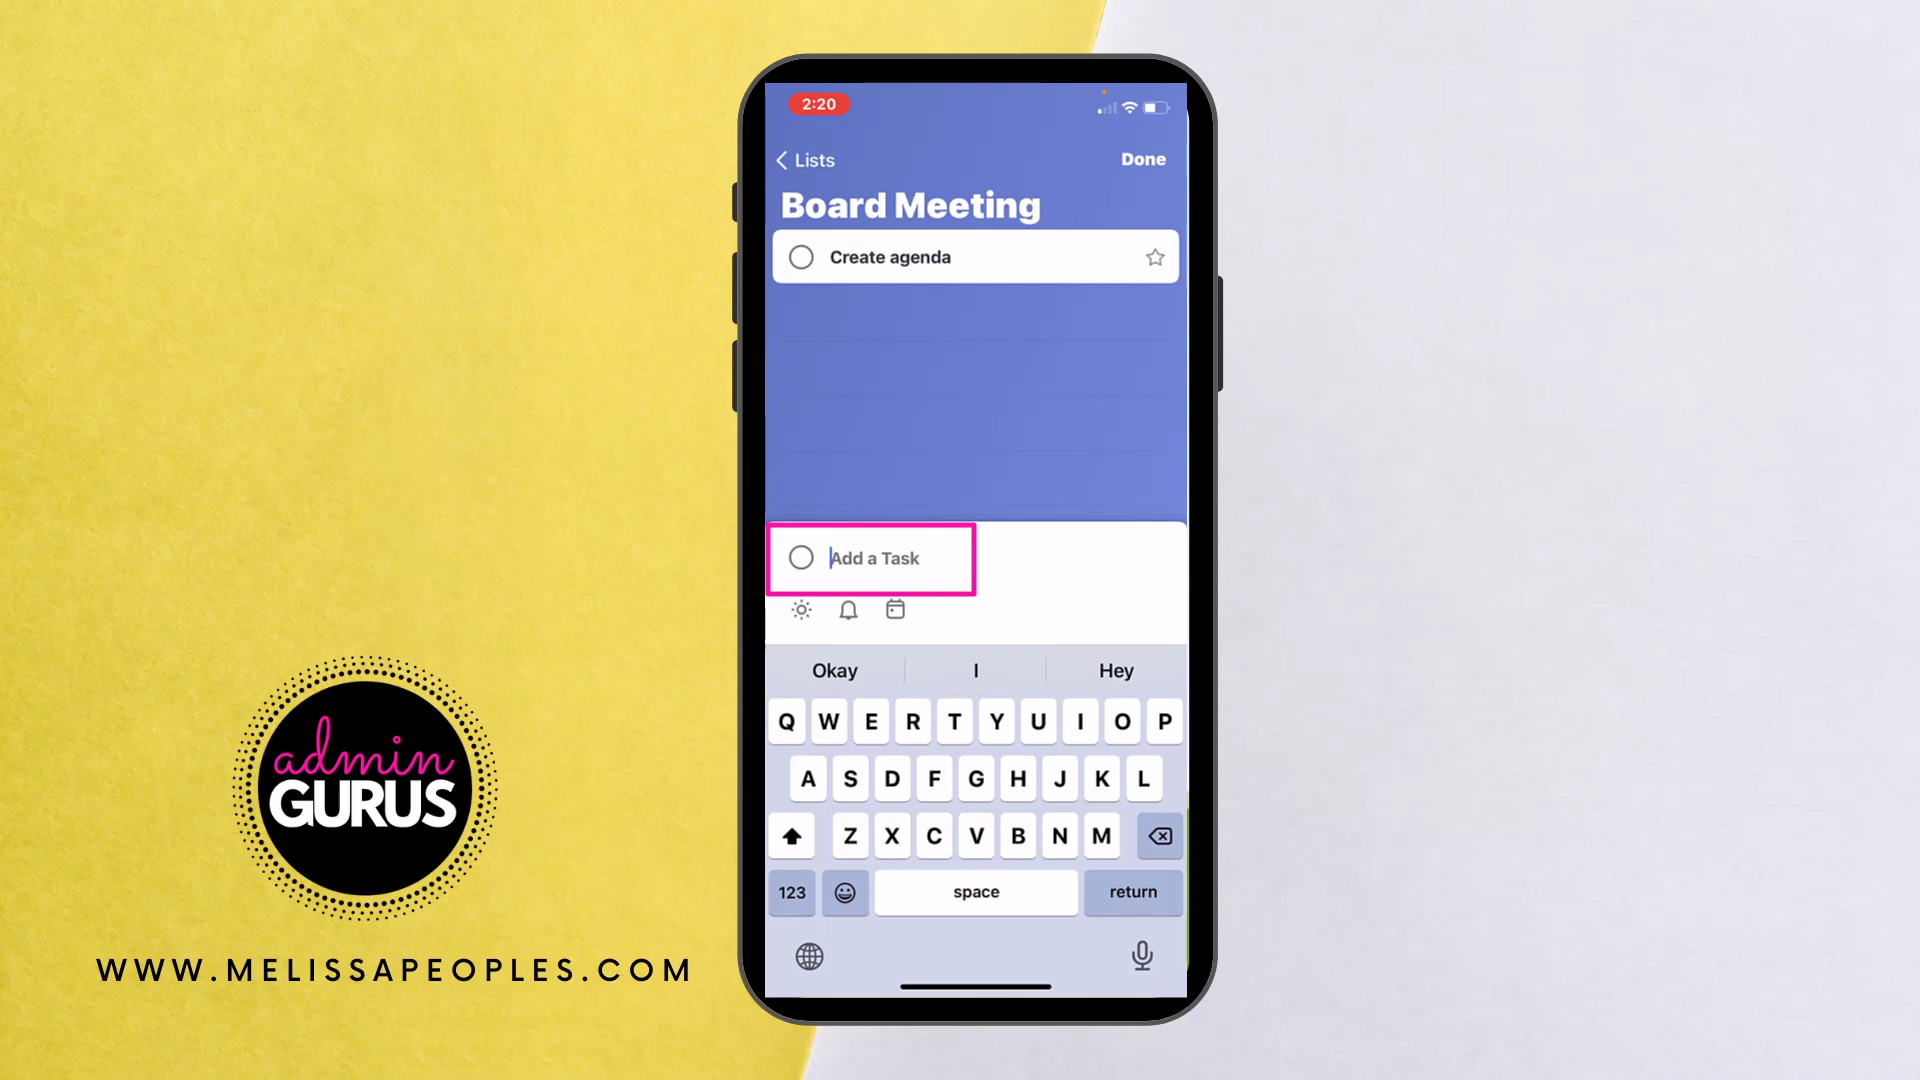 2:20
Lists
Done
Board Meeting
Create agenda
Add a Task
Okay
I
Hey
Q W E R T Y U I O P
A S D F G H J K L
Z X C V B N M
123
space
return
admin
GURUS
WWW.MELISSAPEOPLES.COM